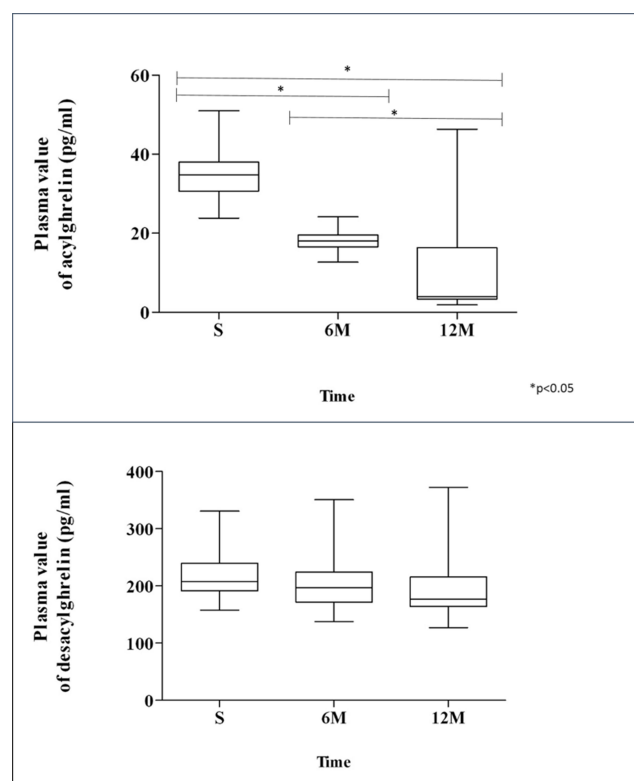 *
*
*
60
40
20
0
Plasma value
of acylghrelin (pg/ml)
S 6M 12M
Time
*p<0.05
400
300
200
100
0
Plasma value
of desacylghrelin (pg/ml)
S 6M 12M
Time